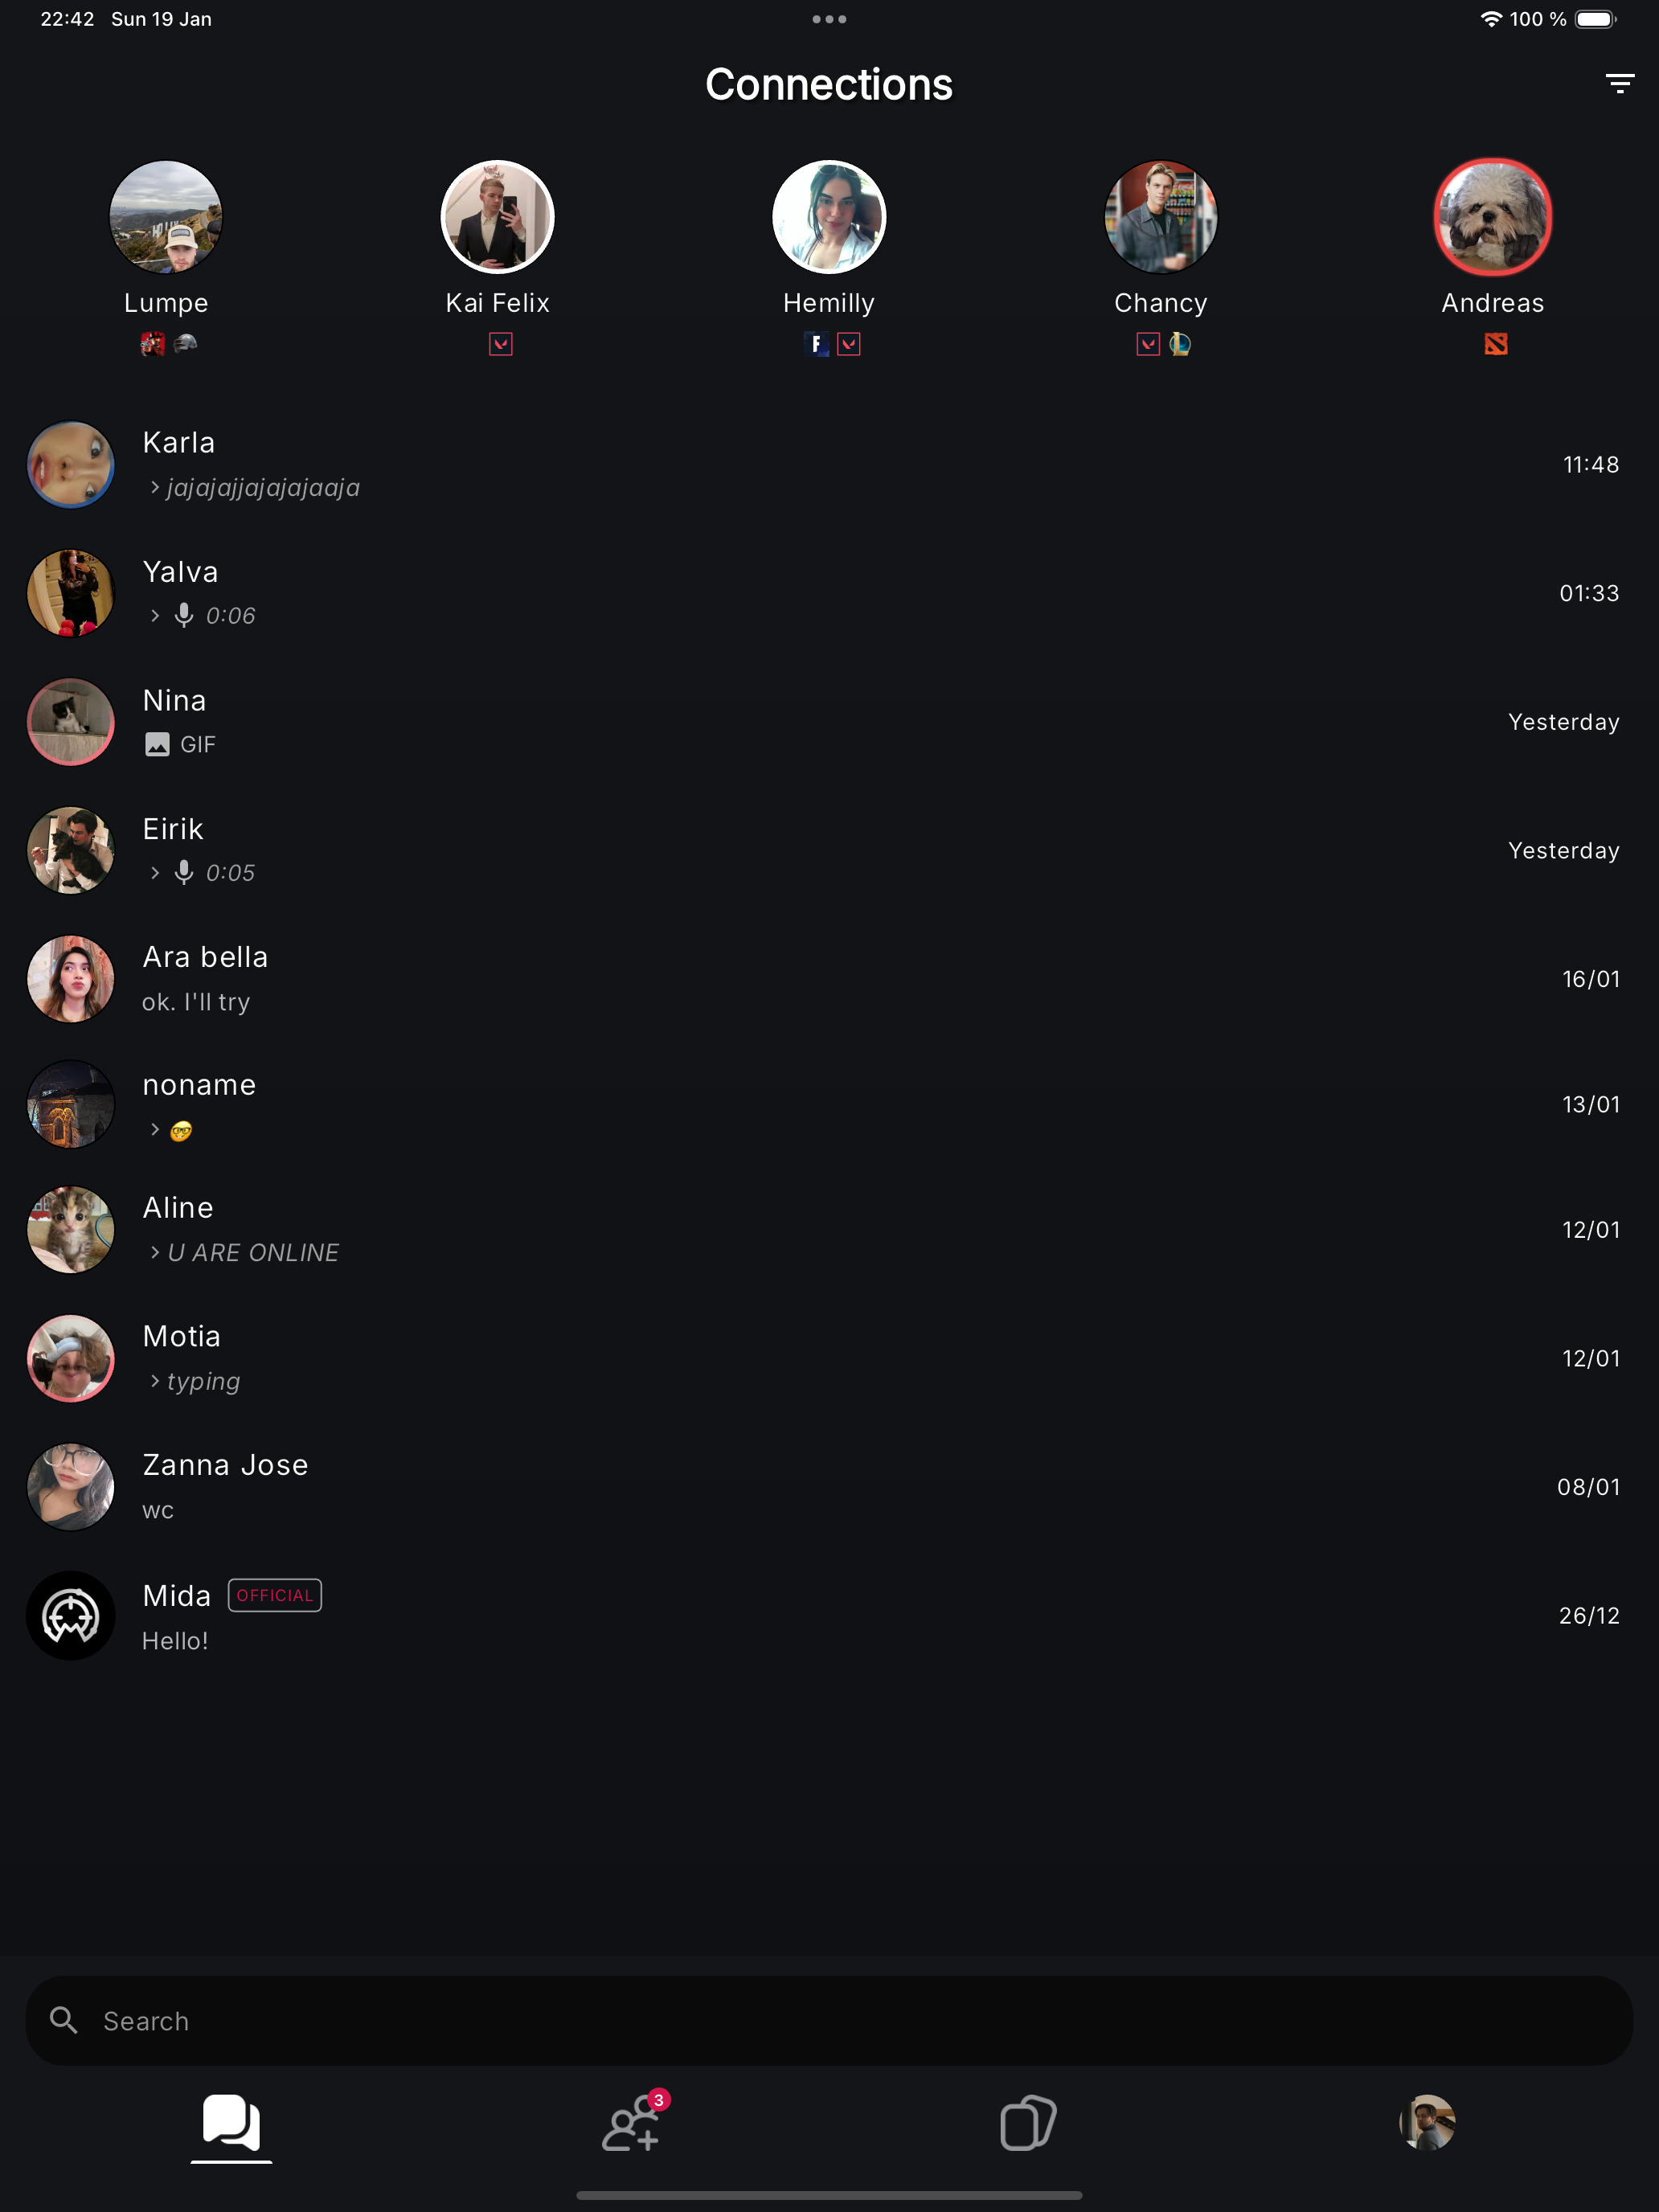 22:42 Sun 19 Jan
100 %
Connections
Lumpe
Kai Felix
Hemilly
Chancy
Andreas
Karla
jajajajjajajajaaja
11:48
Yalva
0:06
01:33
Nina
GIF
Yesterday
Eirik
0:05
Yesterday
Ara bella
ok. I'll try
16/01
noname
🤓
13/01
Aline
U ARE ONLINE
12/01
Motia
typing
12/01
Zanna Jose
wc
08/01
Mida OFFICIAL
Hello!
26/12
Search
3